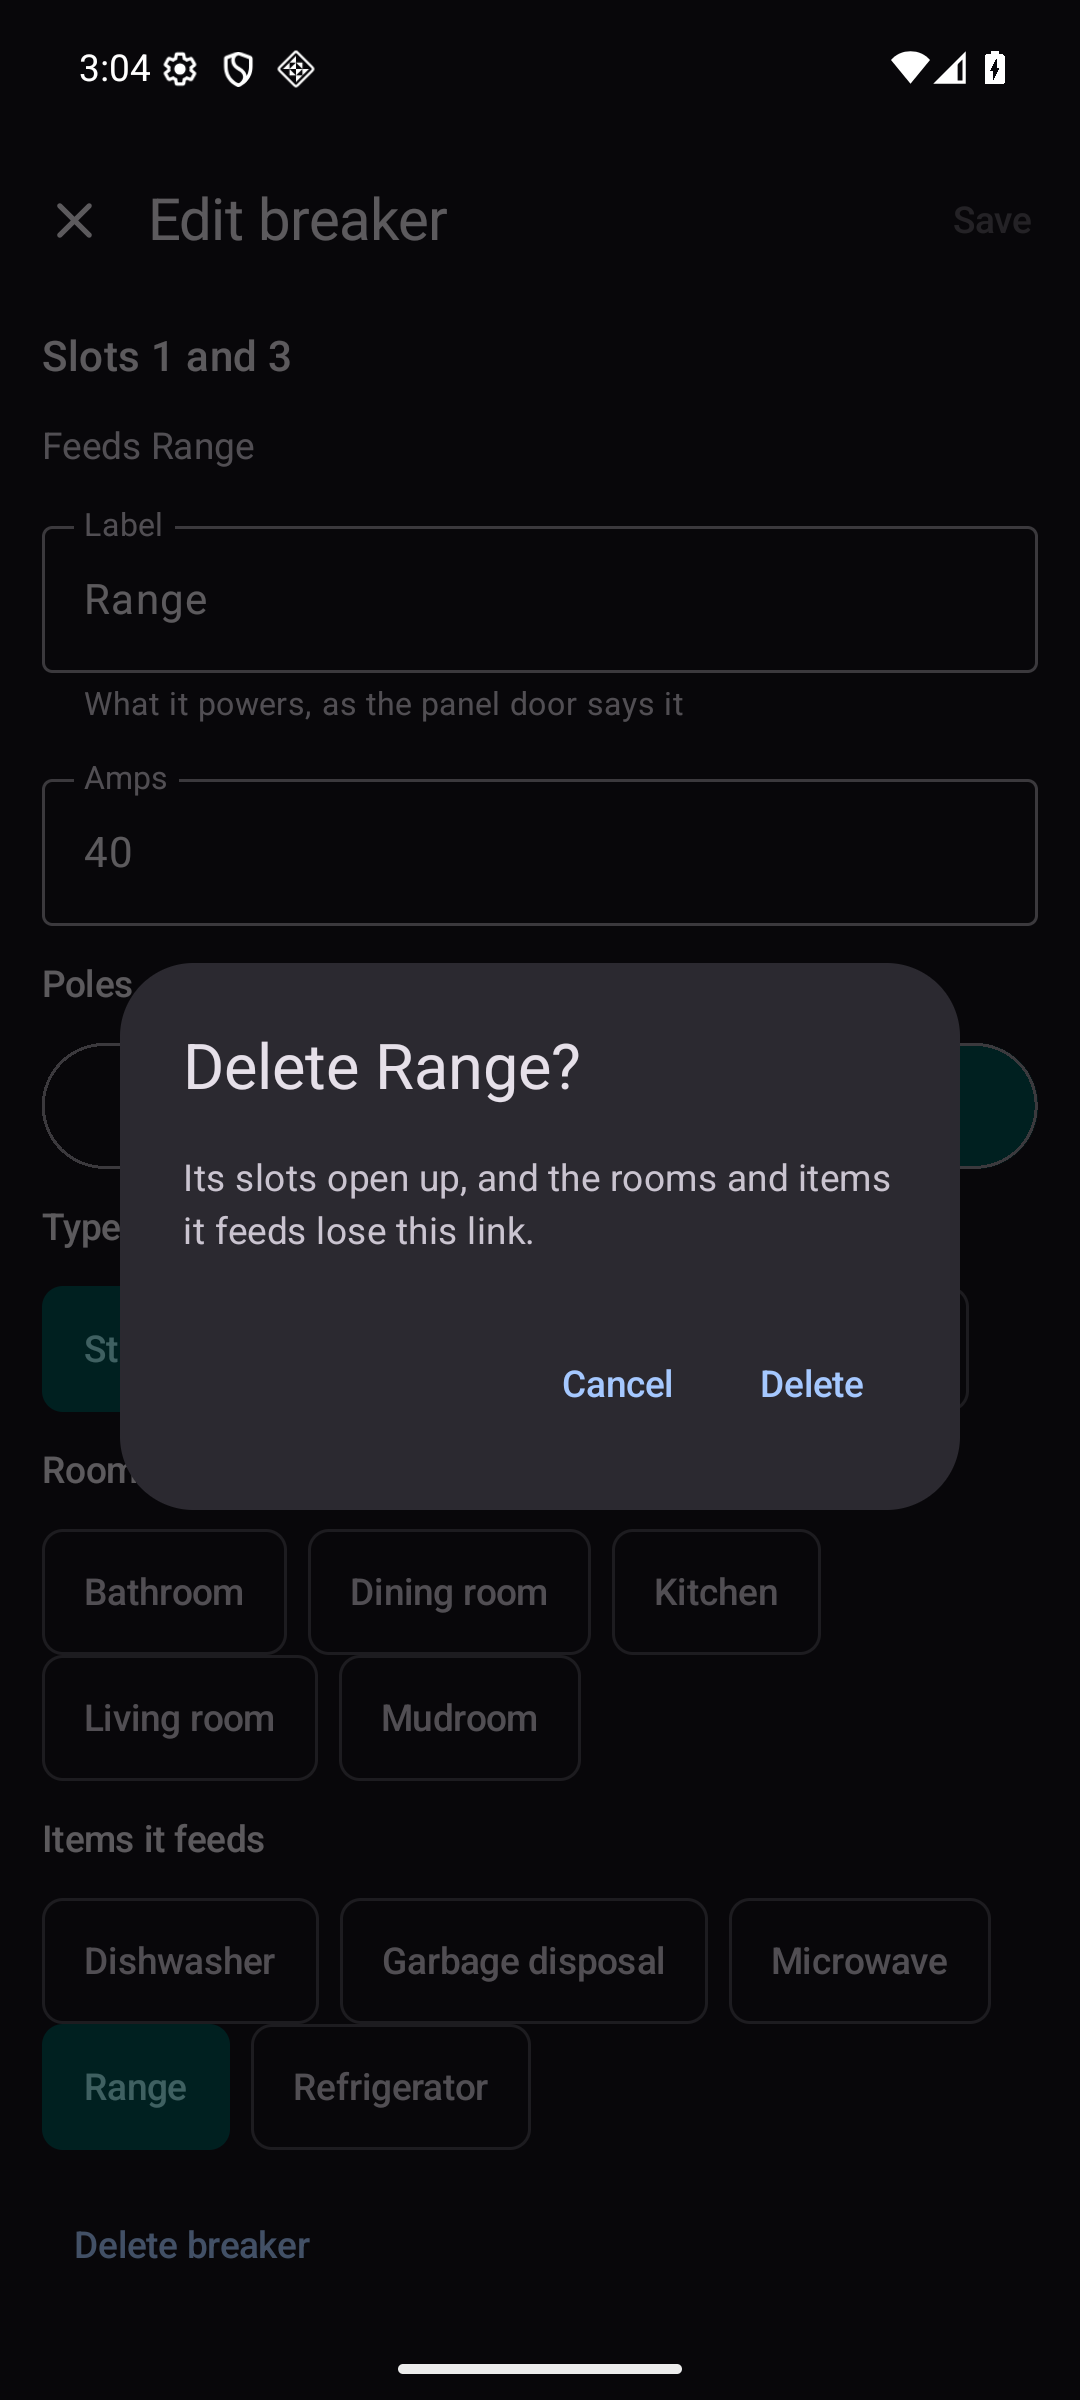 3:04
Edit breaker
Save
Slots 1 and 3
Feeds Range
Label
Range
What it powers, as the panel door says it
Amps
40
Poles
Delete Range?
Its slots open up, and the rooms and items
it feeds lose this link.
Type
St
Cancel
Delete
Room
Bathroom
Dining room
Kitchen
Living room
Mudroom
Items it feeds
Dishwasher
Garbage disposal
Microwave
Range
Refrigerator
Delete breaker